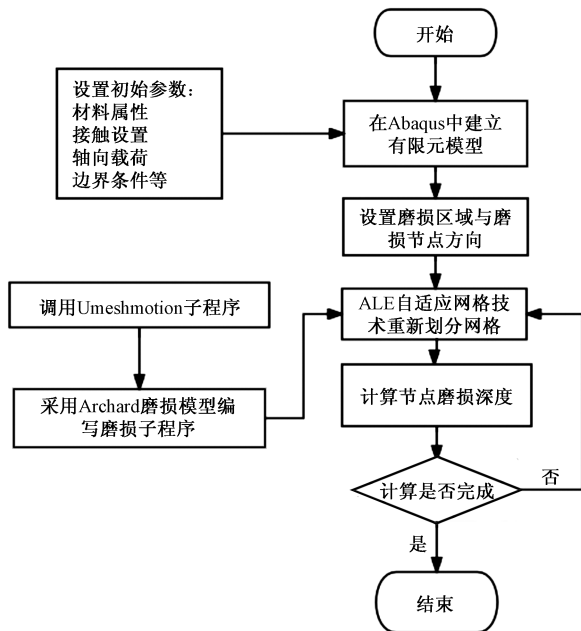 开始
设置初始参数：
材料属性
接触设置
轴向载荷
边界条件等
在Abaqus中建立
有限元模型
设置磨损区域与磨
损节点方向
调用Umeshmotion子程序
ALE自适应网格技
术重新划分网格
采用Archard磨损模型编
写磨损子程序
计算节点磨损深度
计算是否完成
否
是
结束